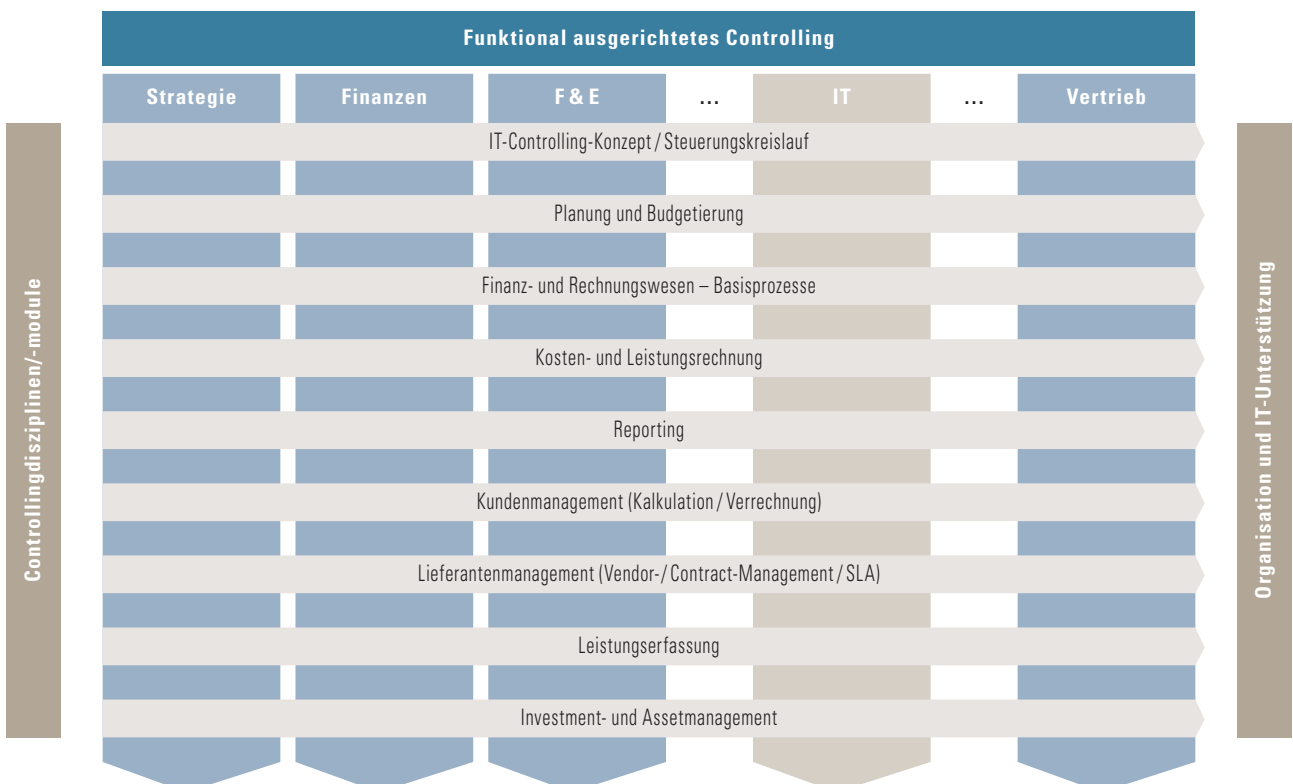 Funktional ausgerichtetes Controlling
Strategie Finanzen F & E ... IT ... Vertrieb
Controllingdisziplinen/-module
IT-Controlling-Konzept / Steuerungskreislauf
Planung und Budgetierung
Finanz- und Rechnungswesen – Basisprozesse
Kosten- und Leistungsrechnung
Reporting
Kundenmanagement (Kalkulation / Verrechnung)
Lieferantenmanagement (Vendor-/ Contract-Management / SLA)
Leistungserfassung
Investment- und Assetmanagement
Organisation und IT-Unterstützung